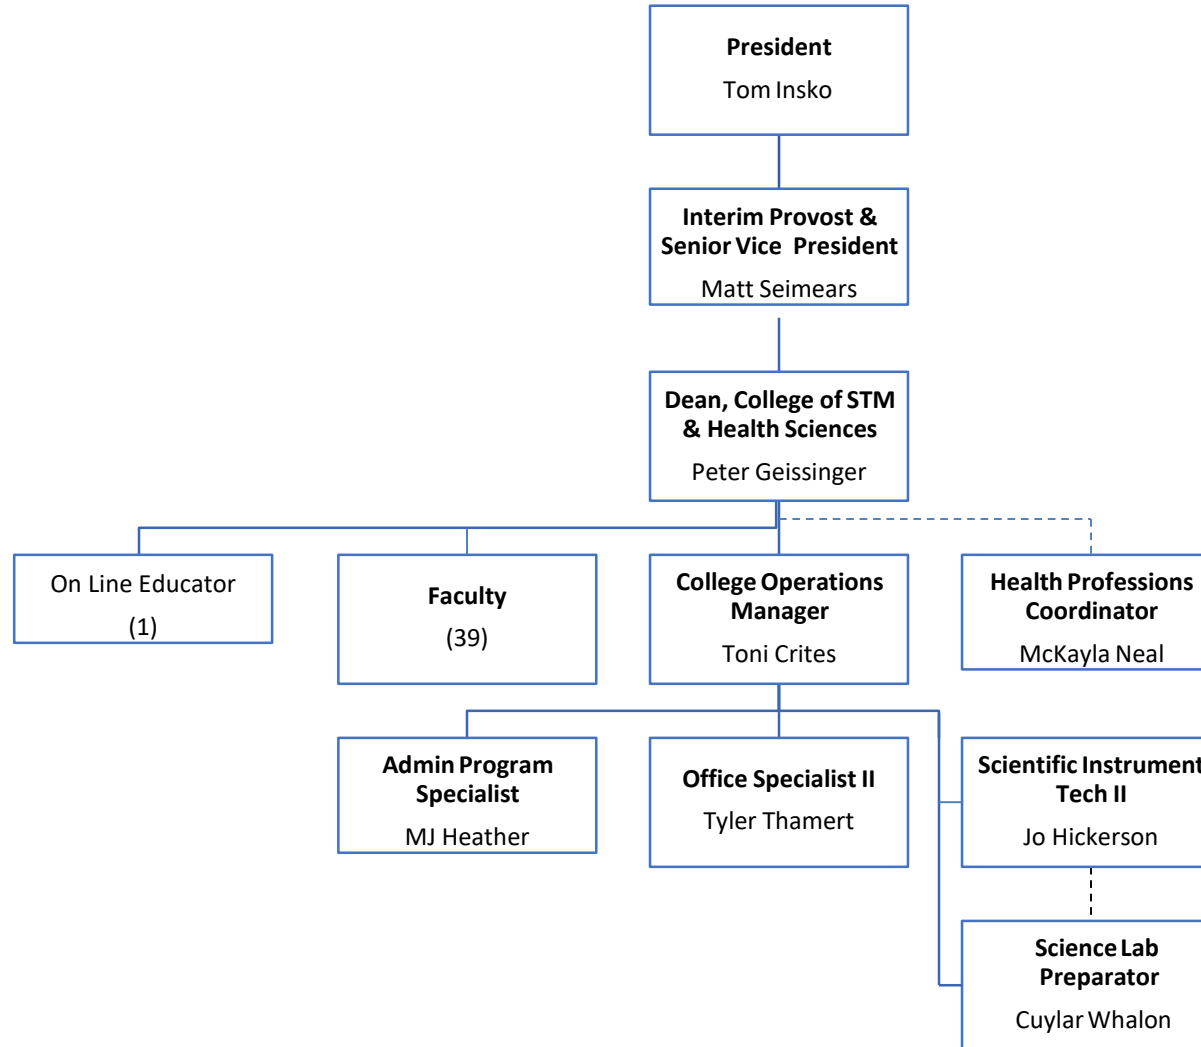 President
Tom Insko
Interim Provost &
Senior Vice President
Matt Seimears
Dean, College of STM
& Health Sciences
Peter Geissinger
On Line Educator
(1)
Faculty
(39)
College Operations
Manager
Toni Crites
Health Professions
Coordinator
McKayla Neal
Admin Program
Specialist
MJ Heather
Office Specialist II
Tyler Thamert
Scientific Instrument
Tech II
Jo Hickerson
Science Lab
Preparator
Cuylar Whalon